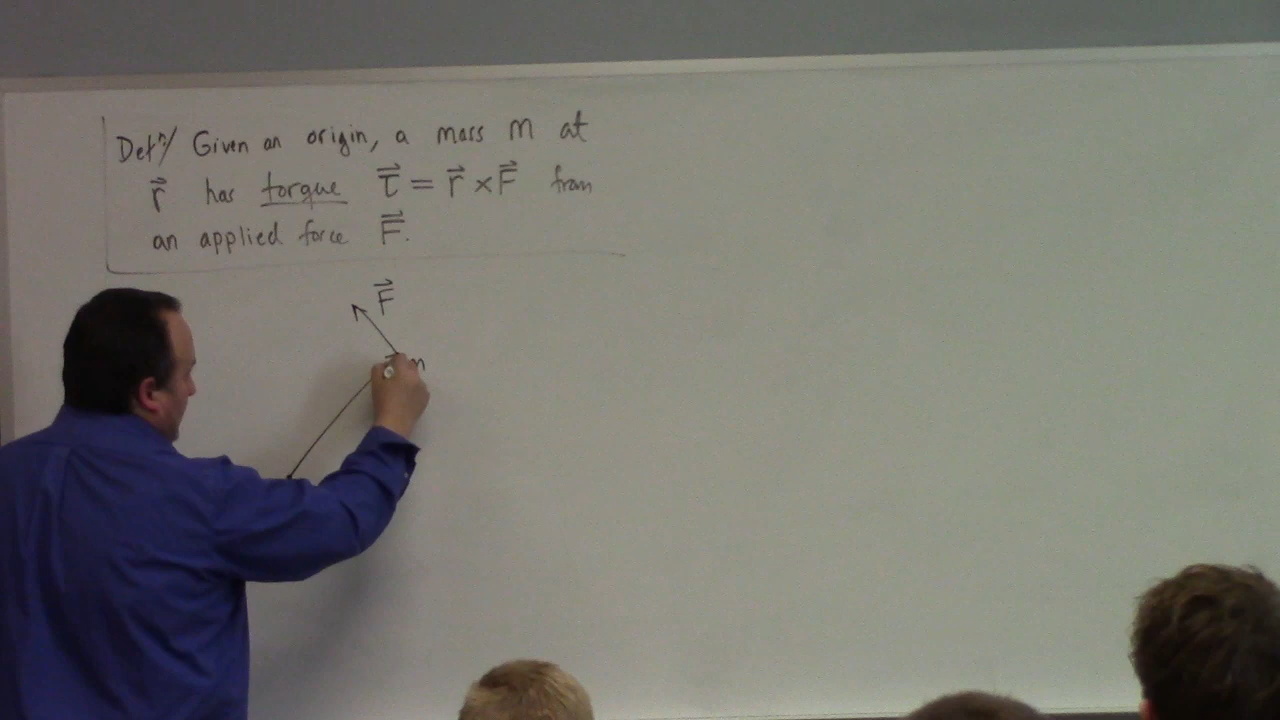 Defⁿ/ Given an origin, a mass m at
r⃗ has torque τ⃗ = r⃗ × F⃗ from
an applied force F⃗.
F⃗
m